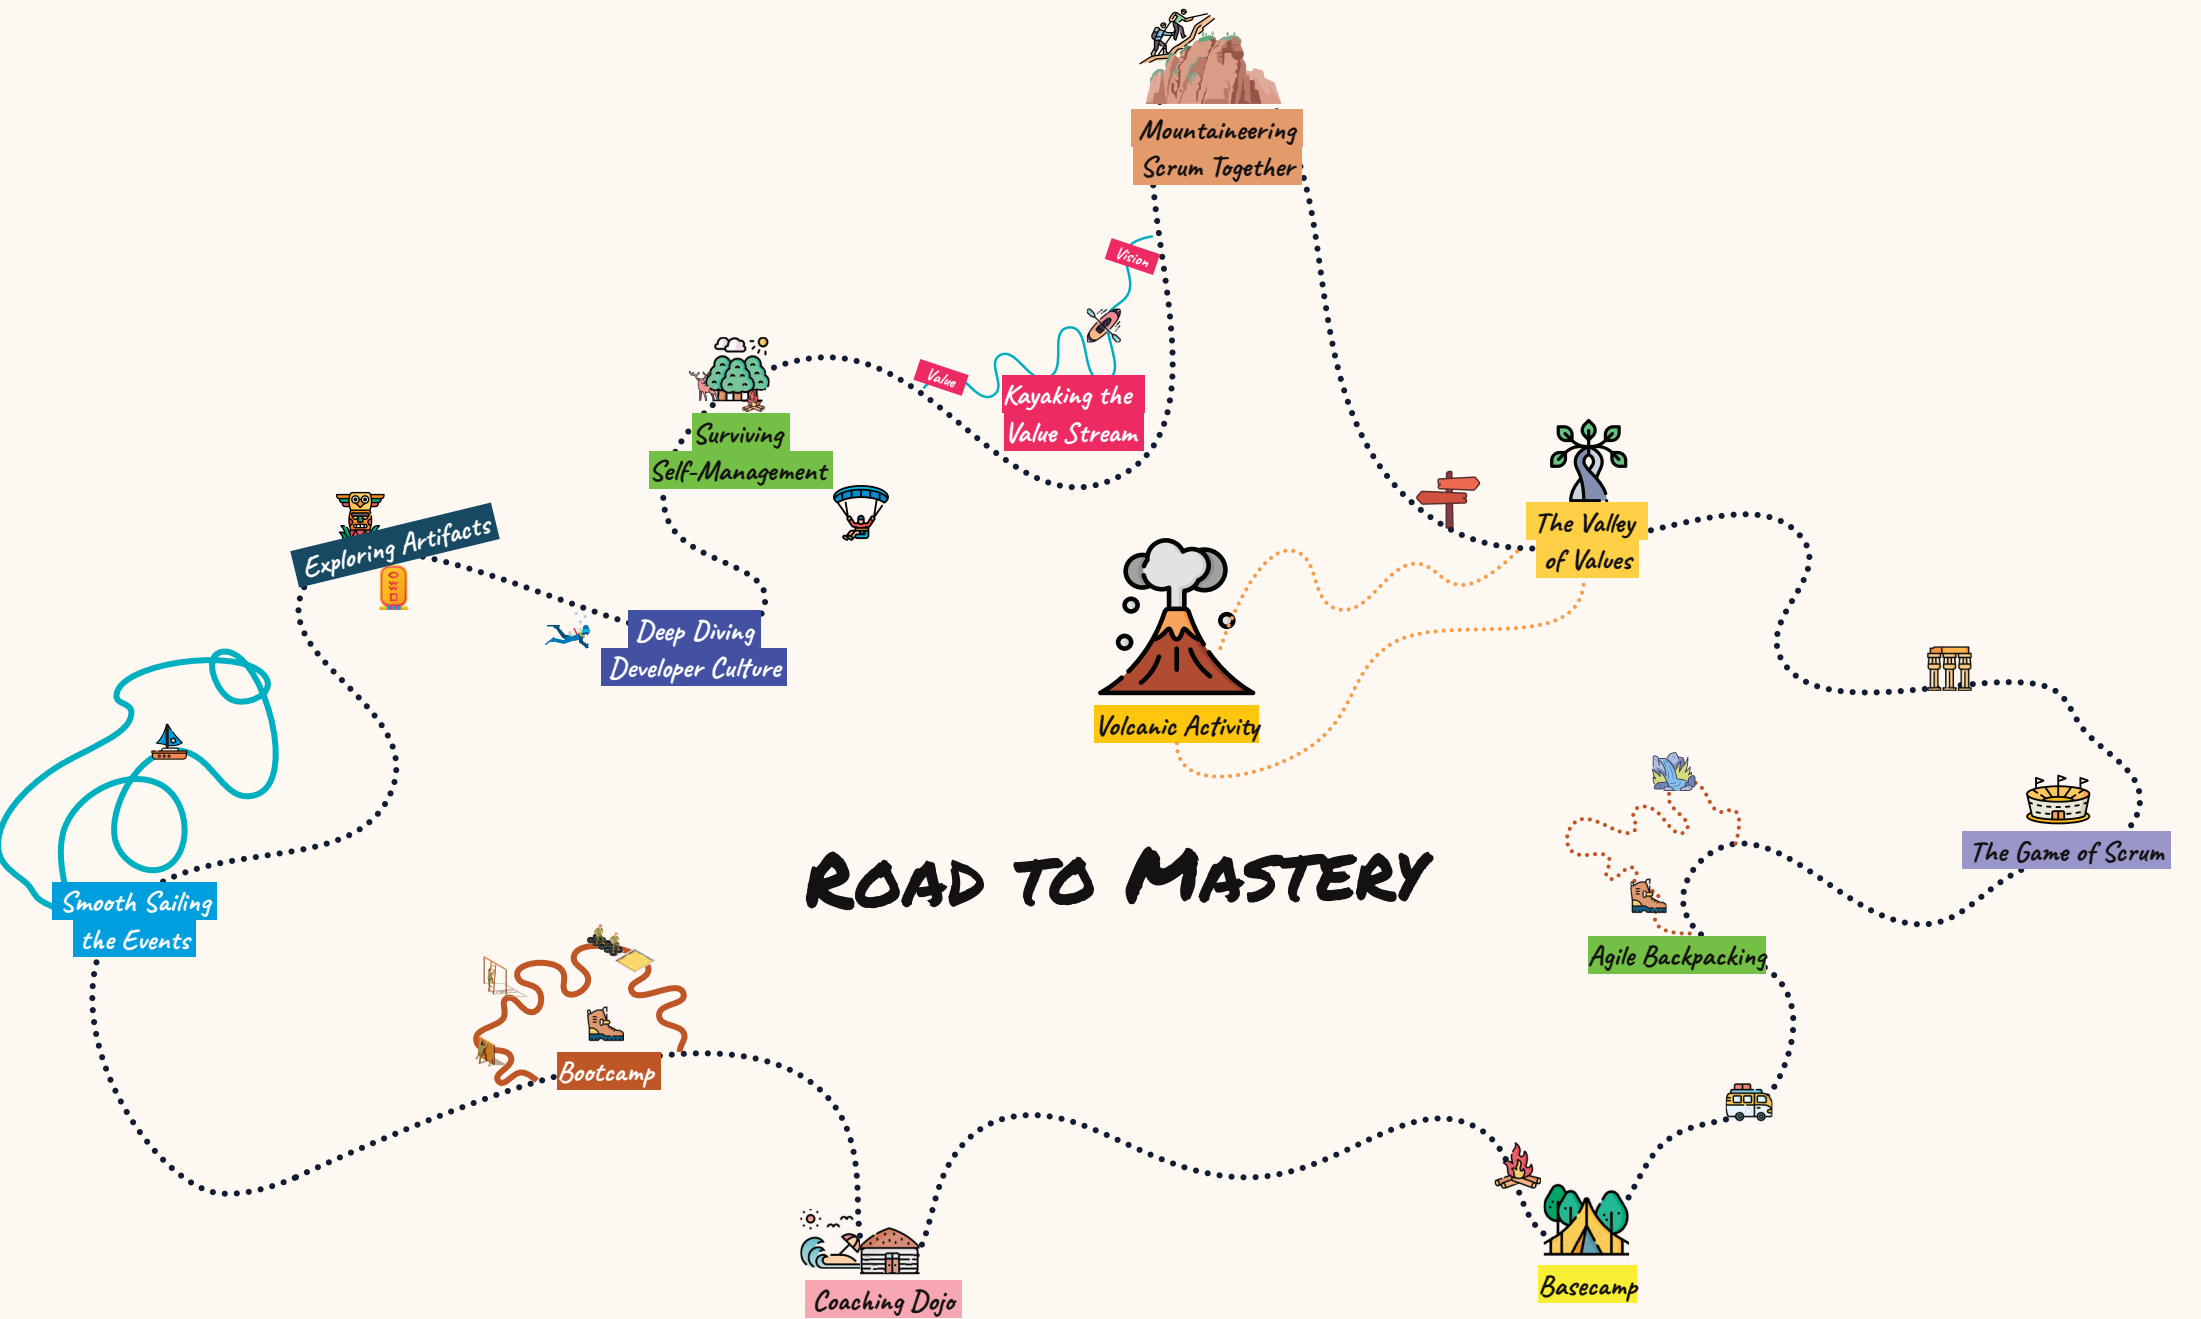 Mountaineering
Scrum Together
Vision
Value
Kayaking the
Value Stream
Surviving
Self-Management
Exploring Artifacts
Deep Diving
Developer Culture
The Valley
of Values
Volcanic Activity
The Game of Scrum
Road to Mastery
Smooth Sailing
the Events
Agile Backpacking
Bootcamp
Basecamp
Coaching Dojo